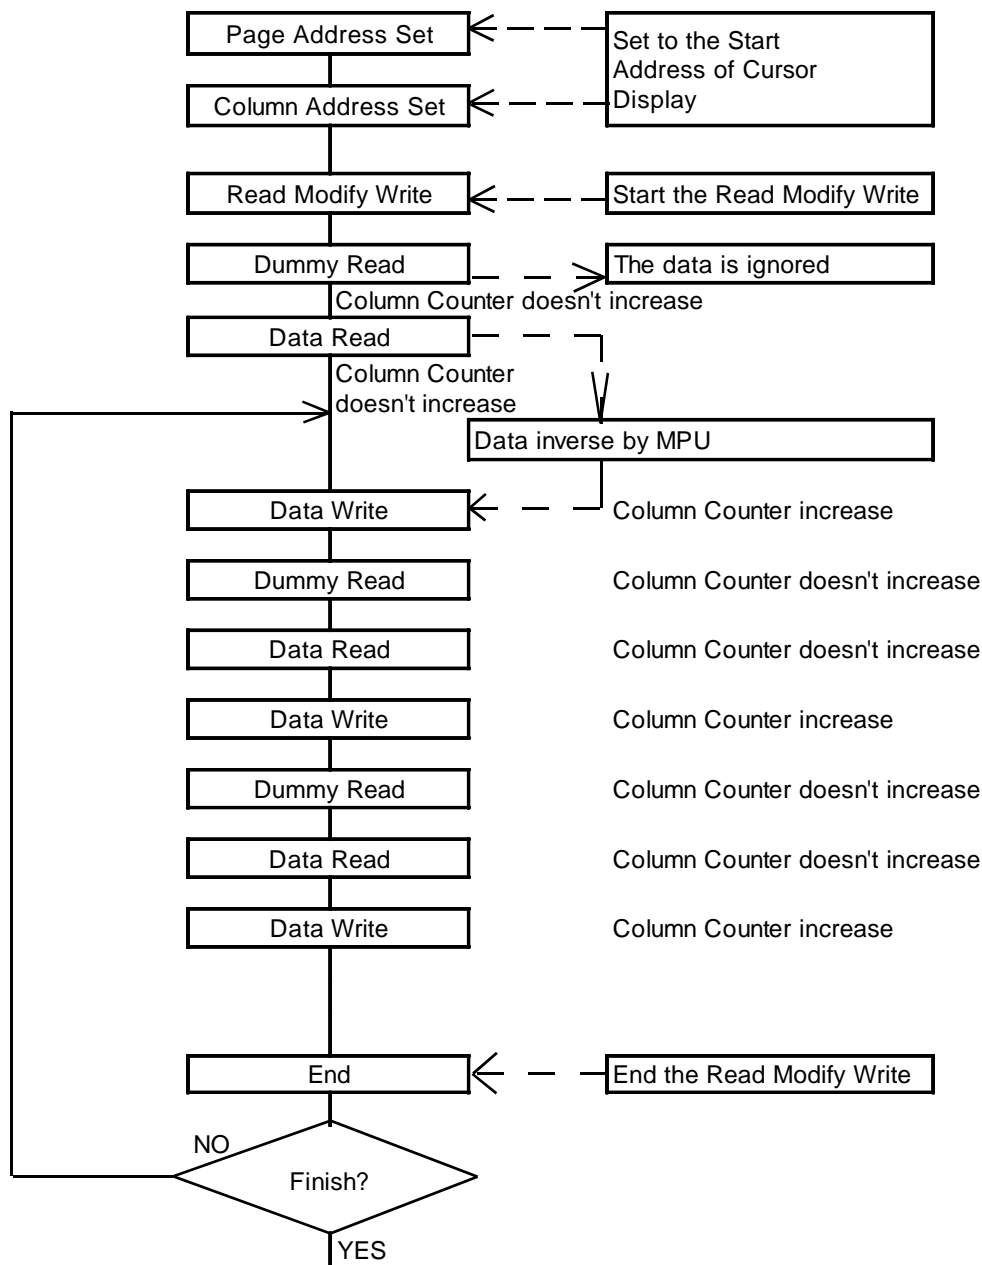 Page Address Set
Set to the Start
Address of Cursor
Display
Column Address Set
Read Modify Write
Start the Read Modify Write
Dummy Read
The data is ignored
Column Counter doesn't increase
Data Read
Column Counter
doesn't increase
Data inverse by MPU
Data Write
Column Counter increase
Dummy Read
Column Counter doesn't increase
Data Read
Column Counter doesn't increase
Data Write
Column Counter increase
Dummy Read
Column Counter doesn't increase
Data Read
Column Counter doesn't increase
Data Write
Column Counter increase
End
End the Read Modify Write
NO
Finish?
YES